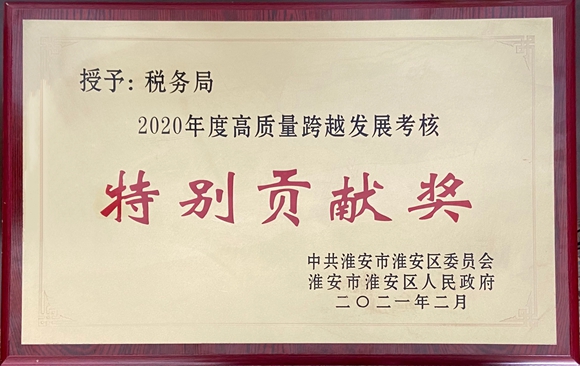 授予：税务局
2020年度高质量跨越发展考核
特别贡献奖
中共淮安市淮安区委员会
淮安市淮安区人民政府
二〇二一年二月